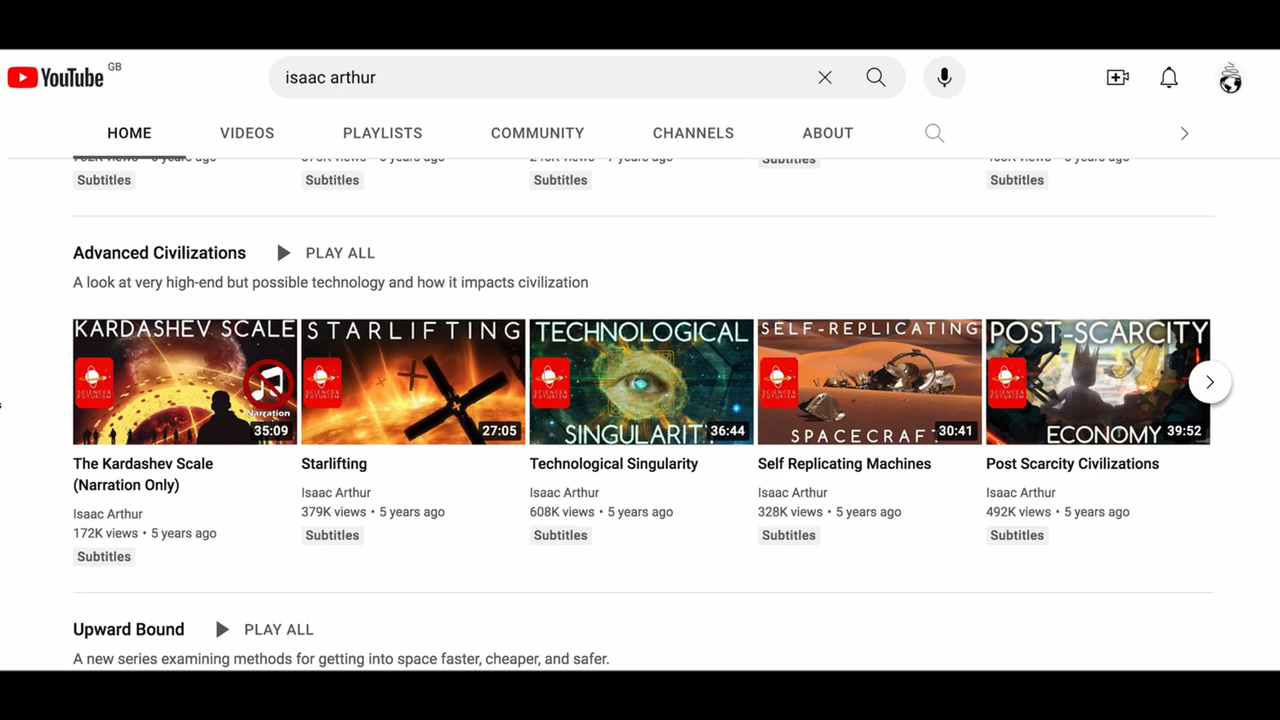 YouTube GB
isaac arthur
HOME VIDEOS PLAYLISTS COMMUNITY CHANNELS ABOUT
Subtitles Subtitles Subtitles Subtitles Subtitles
Advanced Civilizations PLAY ALL
A look at very high-end but possible technology and how it impacts civilization
KARDASHEV SCALE
Narration
35:09
STARLIFTING
27:05
TECHNOLOGICAL
SINGULARITY
36:44
SELF-REPLICATING
SPACECRAFT
30:41
POST-SCARCITY
ECONOMY
39:52
The Kardashev Scale
(Narration Only)
Isaac Arthur
172K views • 5 years ago
Subtitles
Starlifting
Isaac Arthur
379K views • 5 years ago
Subtitles
Technological Singularity
Isaac Arthur
608K views • 5 years ago
Subtitles
Self Replicating Machines
Isaac Arthur
328K views • 5 years ago
Subtitles
Post Scarcity Civilizations
Isaac Arthur
492K views • 5 years ago
Subtitles
Upward Bound PLAY ALL
A new series examining methods for getting into space faster, cheaper, and safer.